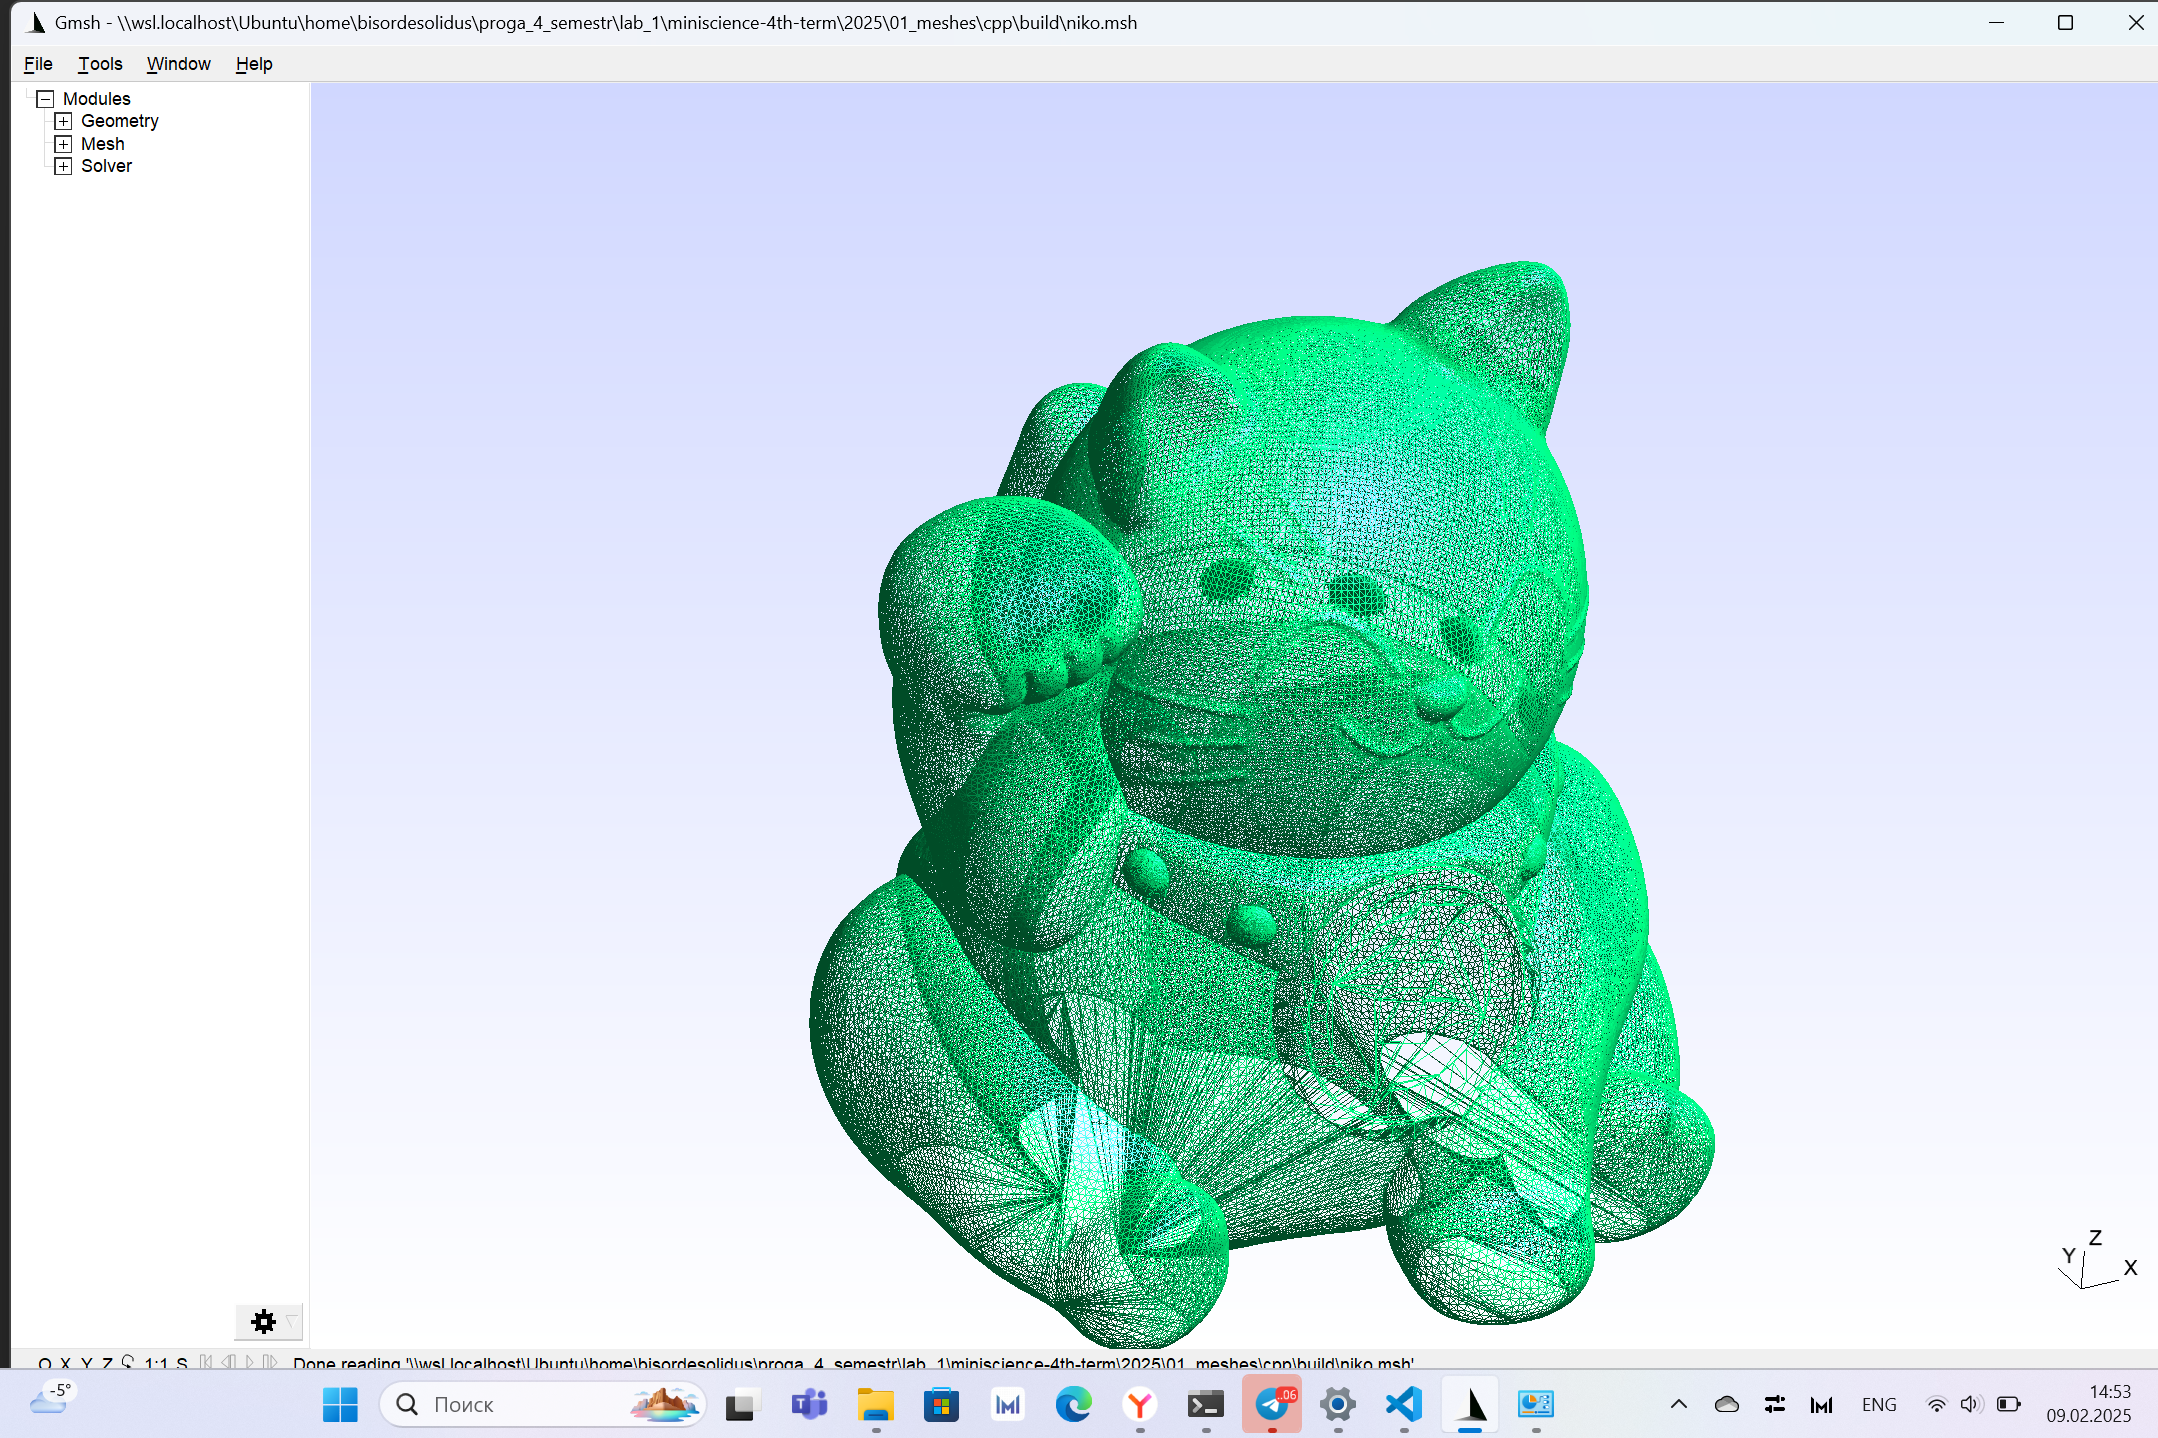 Gmsh - \\wsl.localhost\Ubuntu\home\bisordesolidus\proga_4_semestr\lab_1\miniscience-4th-term\2025\01_meshes\cpp\build\niko.msh
File Tools Window Help
Modules
Geometry
Mesh
Solver
Z
Y
X
O X Y Z 1:1 S Done reading '\\wsl.localhost\Ubuntu\home\bisordesolidus\proga_4_semestr\lab_1\miniscience-4th-term\2025\01_meshes\cpp\build\niko.msh'
-5°
Поиск
..06
ENG
14:53
09.02.2025